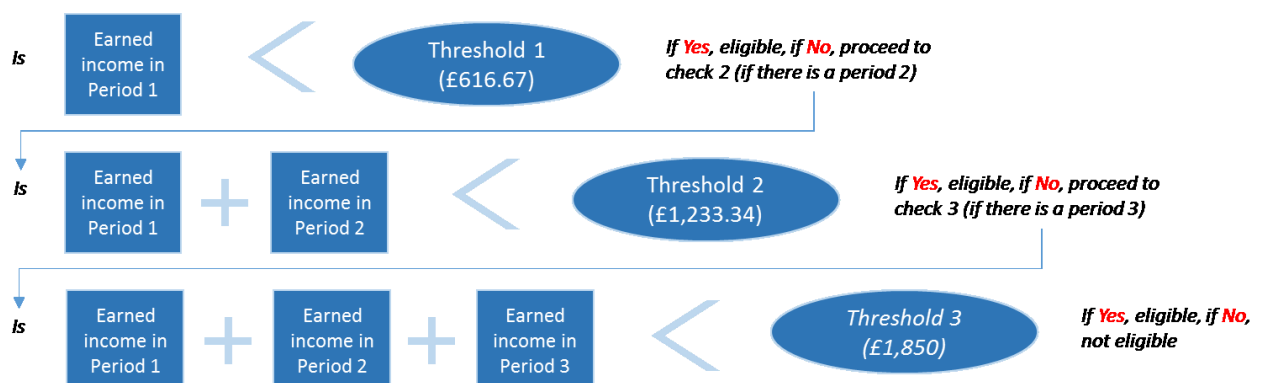 Is
Earned
income in
Period 1
<
Threshold 1
(£616.67)
If Yes, eligible, if No, proceed to
check 2 (if there is a period 2)
Is
Earned
income in
Period 1
+
Earned
income in
Period 2
<
Threshold 2
(£1,233.34)
If Yes, eligible, if No, proceed to
check 3 (if there is a period 3)
Is
Earned
income in
Period 1
+
Earned
income in
Period 2
+
Earned
income in
Period 3
<
Threshold 3
(£1,850)
If Yes, eligible, if No,
not eligible